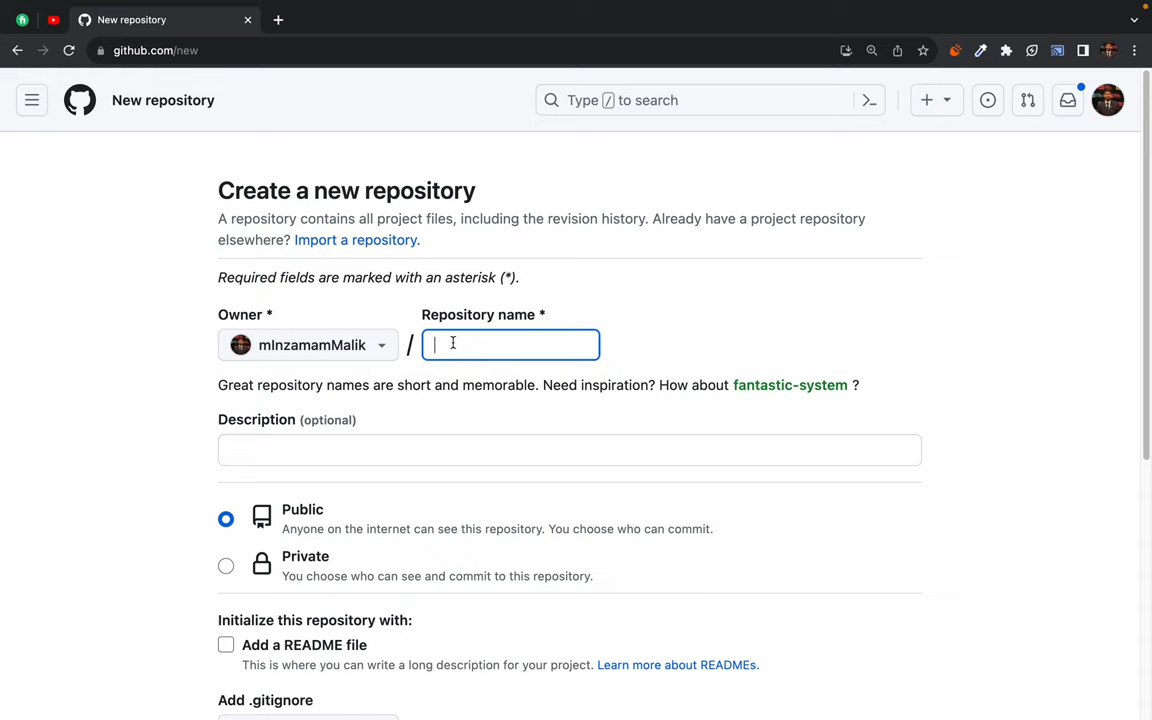 New repository
github.com/new
New repository
Type / to search
Create a new repository
A repository contains all project files, including the revision history. Already have a project repository
elsewhere? Import a repository.
Required fields are marked with an asterisk (*).
Owner *
Repository name *
mInzamamMalik
/
Great repository names are short and memorable. Need inspiration? How about fantastic-system ?
Description (optional)
Public
Anyone on the internet can see this repository. You choose who can commit.
Private
You choose who can see and commit to this repository.
Initialize this repository with:
Add a README file
This is where you can write a long description for your project. Learn more about READMEs.
Add .gitignore